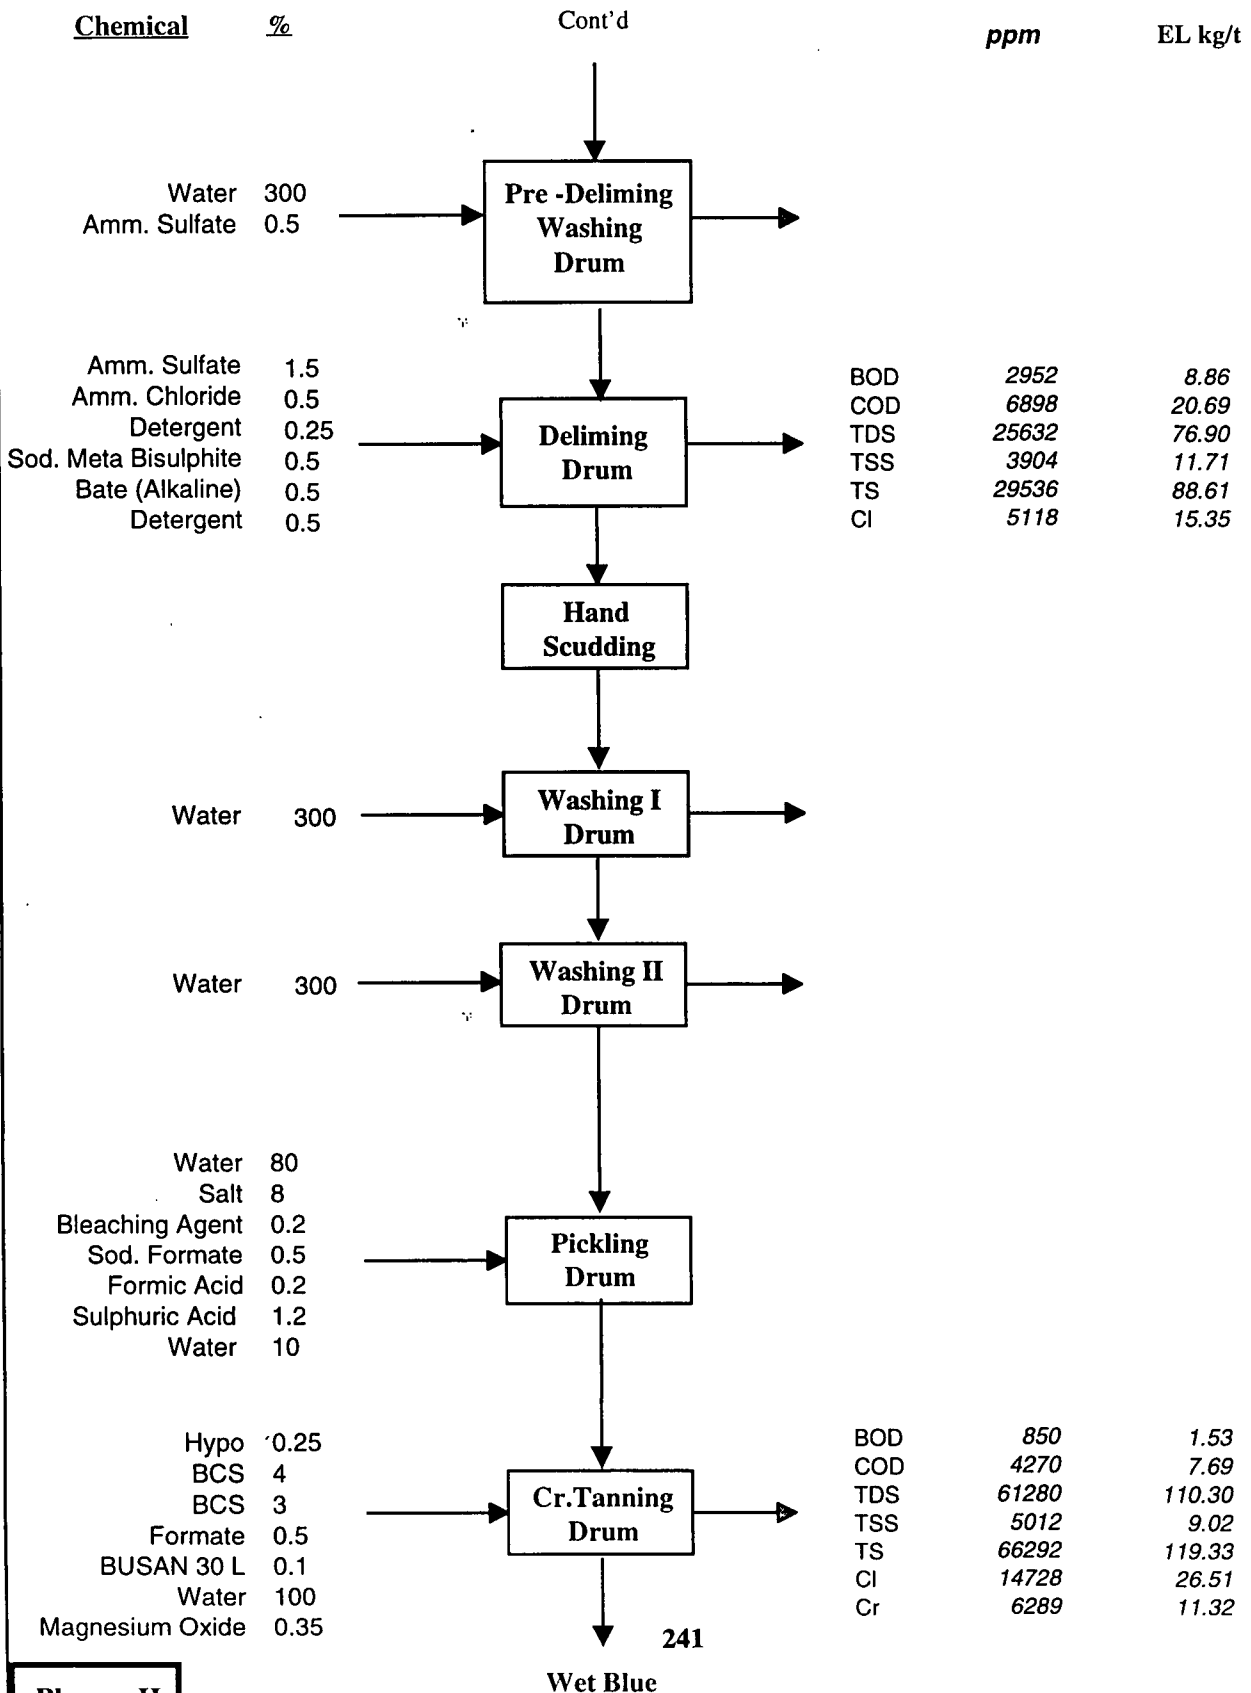 Chemical % Cont'd ppm EL kg/t
Water 300
Amm. Sulfate 0.5
Pre -Deliming
Washing
Drum
Amm. Sulfate 1.5
Amm. Chloride 0.5
Detergent 0.25
Sod. Meta Bisulphite 0.5
Bate (Alkaline) 0.5
Detergent 0.5
Deliming
Drum
BOD 2952 8.86
COD 6898 20.69
TDS 25632 76.90
TSS 3904 11.71
TS 29536 88.61
Cl 5118 15.35
Hand
Scudding
Water 300
Washing I
Drum
Water 300
Washing II
Drum
Water 80
Salt 8
Bleaching Agent 0.2
Sod. Formate 0.5
Formic Acid 0.2
Sulphuric Acid 1.2
Water 10
Pickling
Drum
Hypo 0.25
BCS 4
BCS 3
Formate 0.5
BUSAN 30 L 0.1
Water 100
Magnesium Oxide 0.35
Cr.Tanning
Drum
BOD 850 1.53
COD 4270 7.69
TDS 61280 110.30
TSS 5012 9.02
TS 66292 119.33
Cl 14728 26.51
Cr 6289 11.32
241
Wet Blue